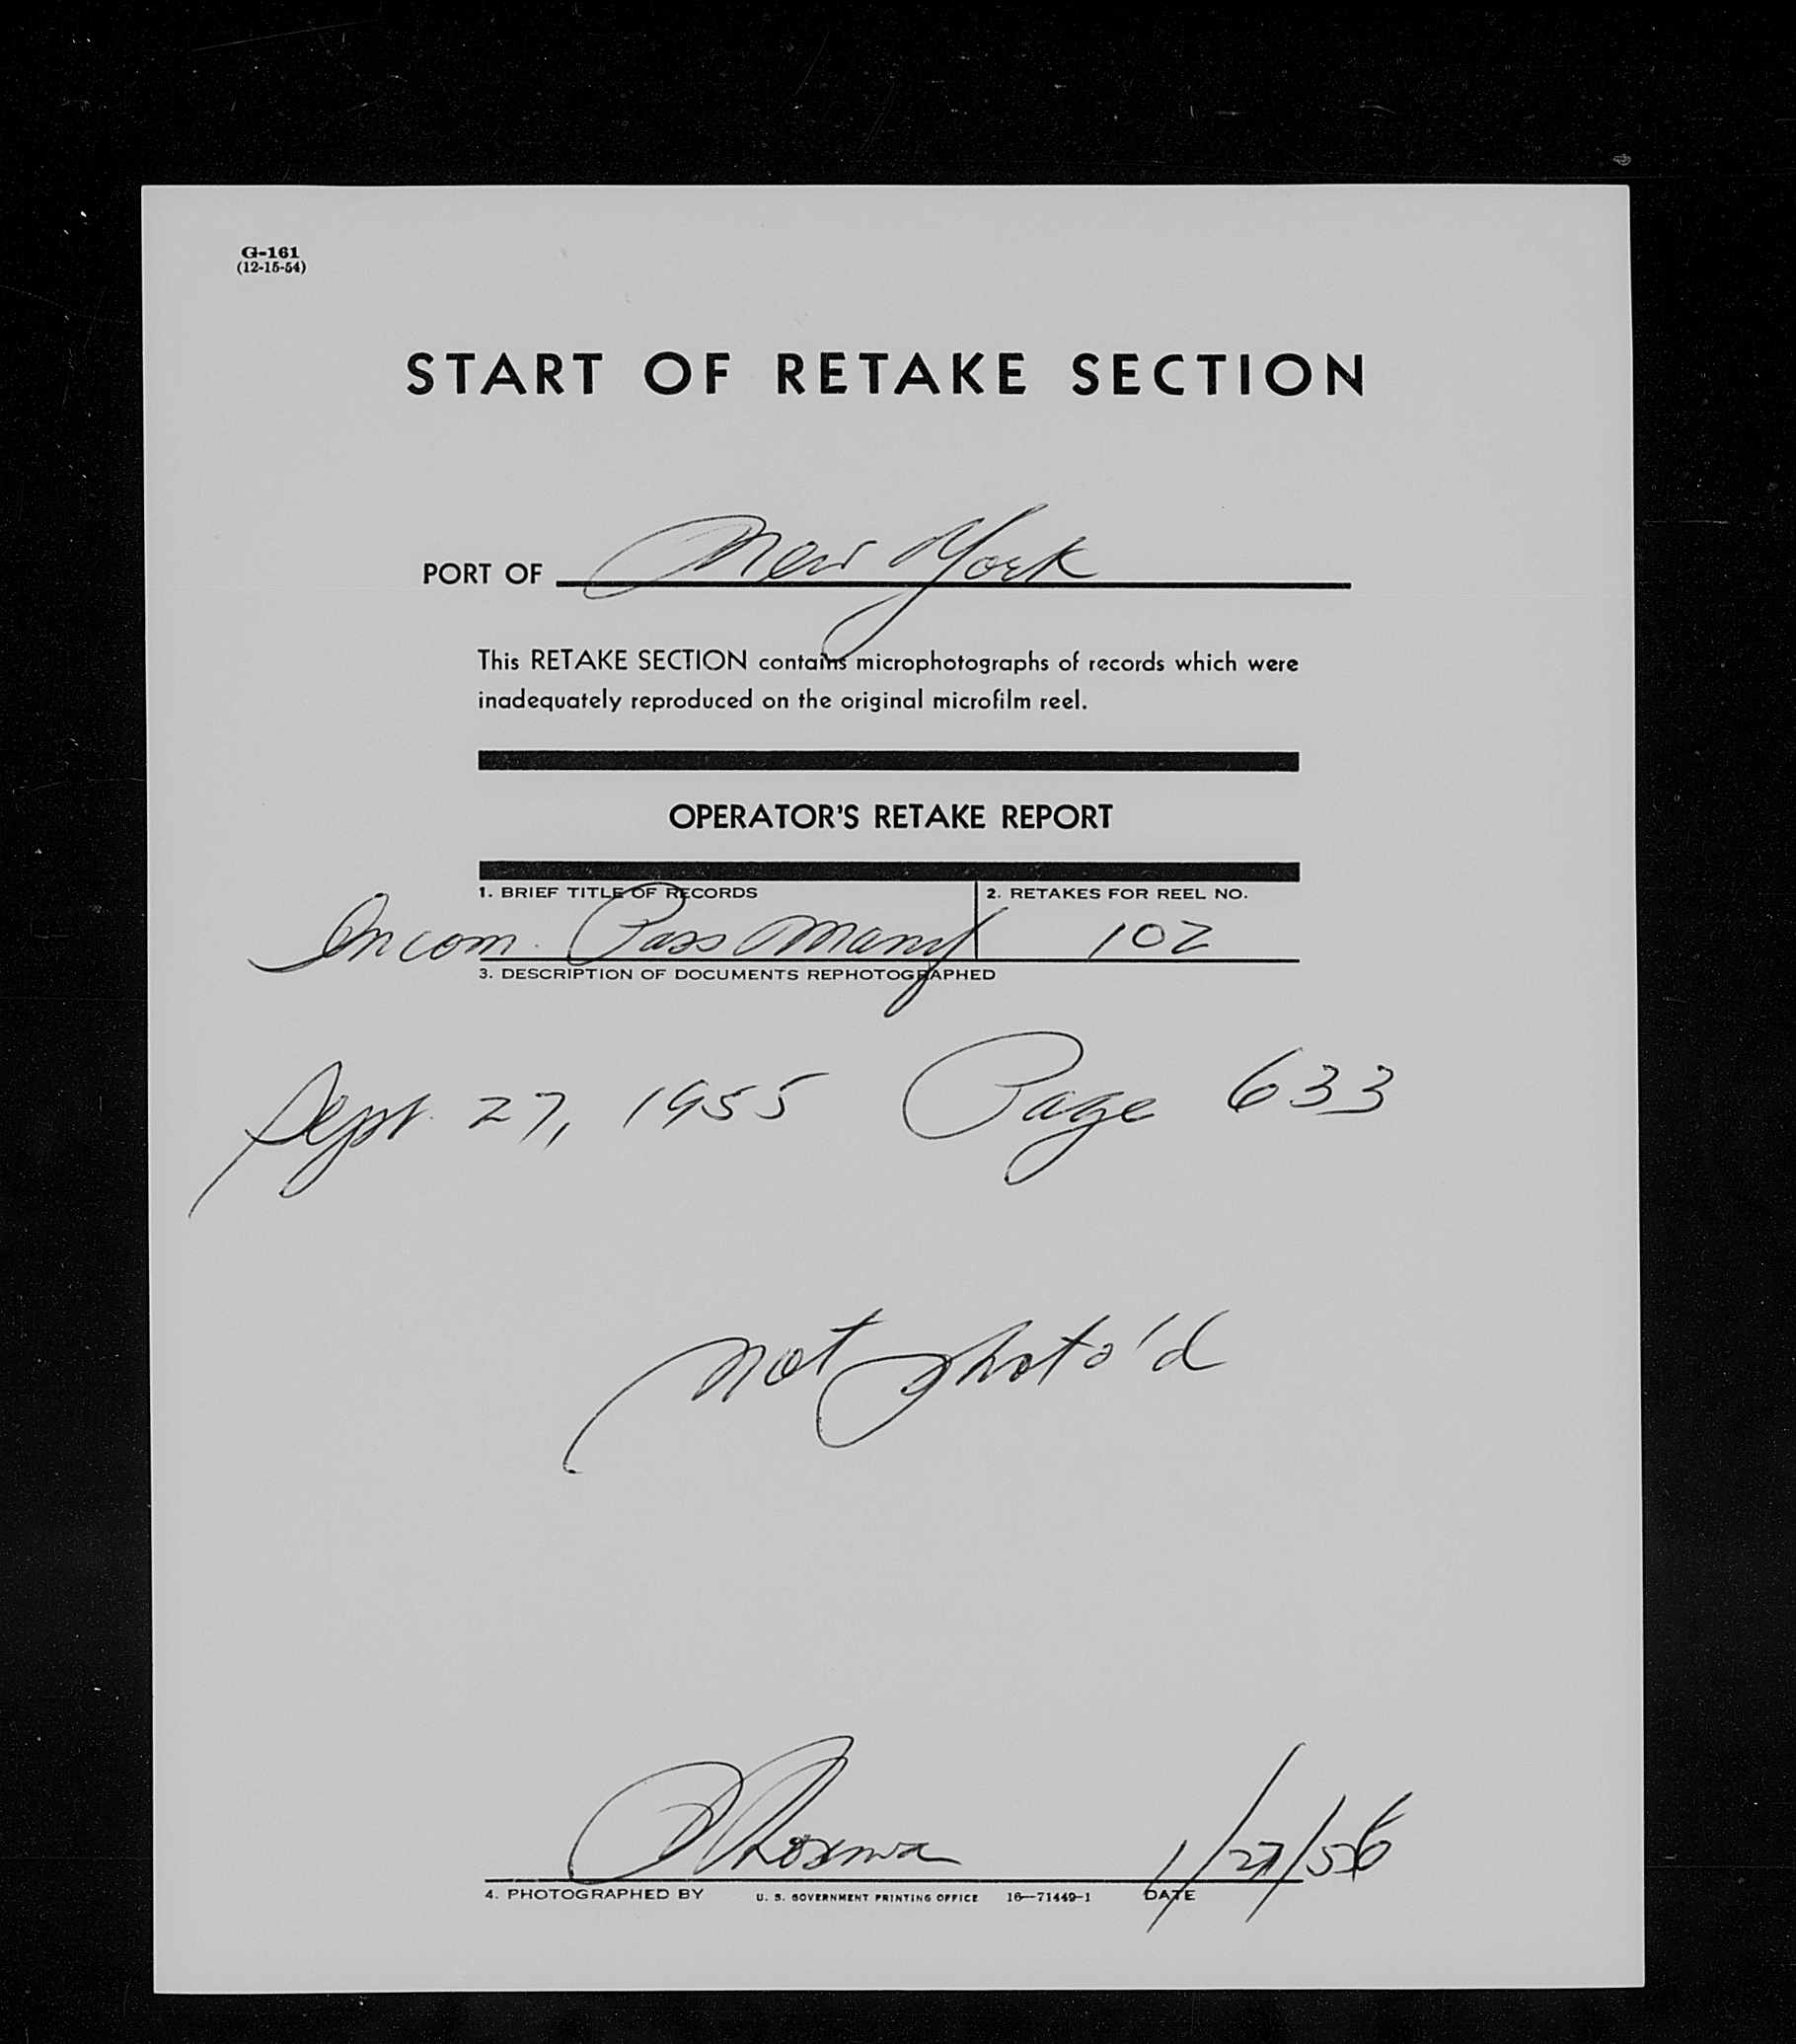 G-161
(12-15-54)
START OF RETAKE SECTION
PORT OF New York
This RETAKE SECTION contains microphotographs of records which were
inadequately reproduced on the original microfilm reel.
OPERATOR'S RETAKE REPORT
1. BRIEF TITLE OF RECORDS 2. RETAKES FOR REEL NO.
Incom. Pass Manf 102
3. DESCRIPTION OF DOCUMENTS REPHOTOGRAPHED
Sept. 27, 1955 Page 633
not photo'd
1/27/56
4. PHOTOGRAPHED BY U. S. GOVERNMENT PRINTING OFFICE 16—71449-1 DATE